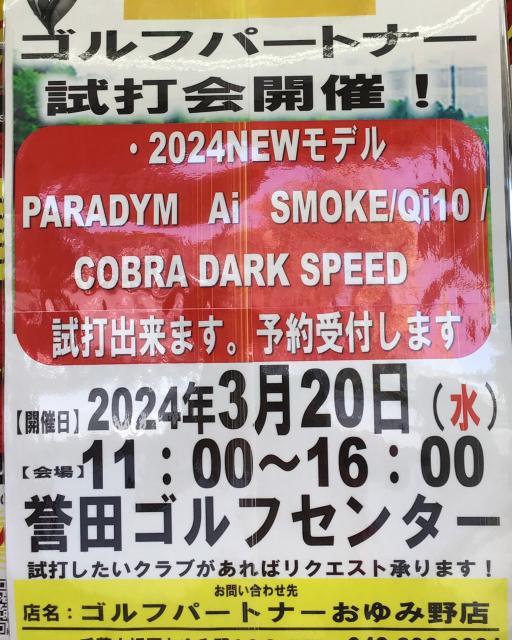 ゴルフパートナー
試打会開催！
・2024NEWモデル
PARADYM Ai SMOKE/Qi10 /
COBRA DARK SPEED
試打出来ます。予約受付します
【開催日】2024年3月20日（水）
【会場】11：00～16：00
誉田ゴルフセンター
試打したいクラブがあればリクエスト承ります！
お問い合わせ先
店名：ゴルフパートナーおゆみ野店